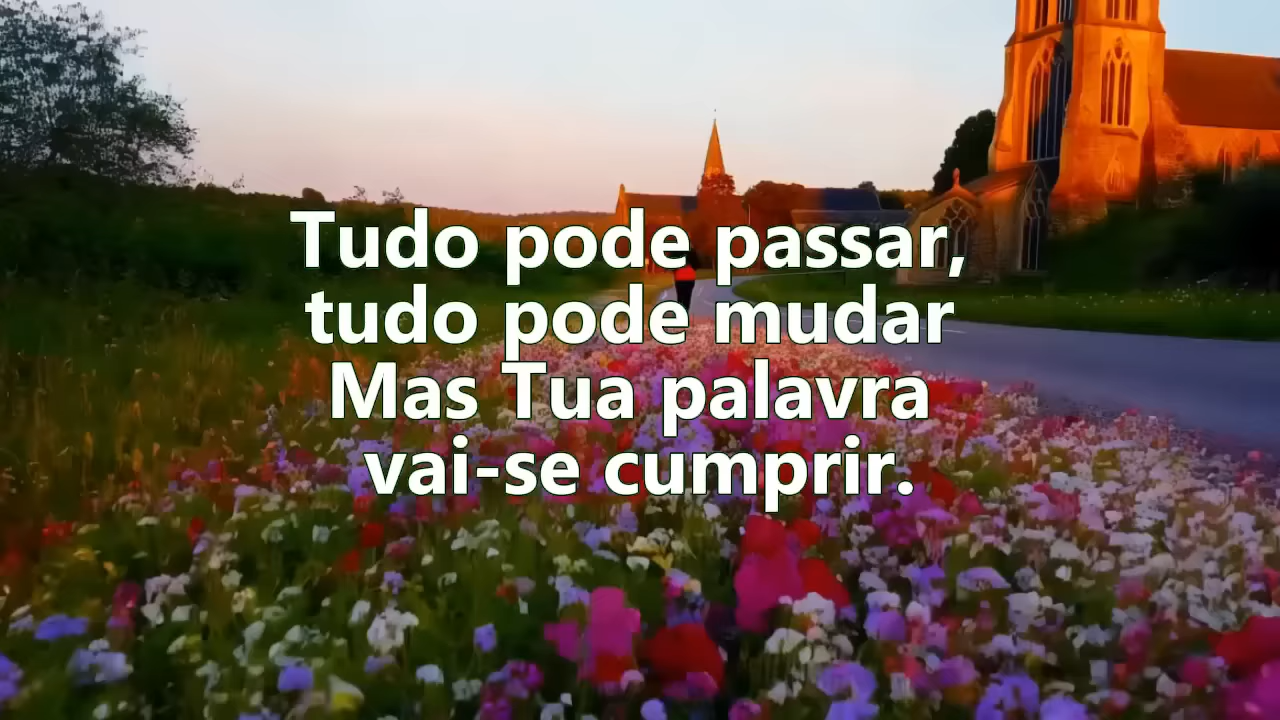 Tudo pode passar,
tudo pode mudar
Mas Tua palavra
vai-se cumprir.